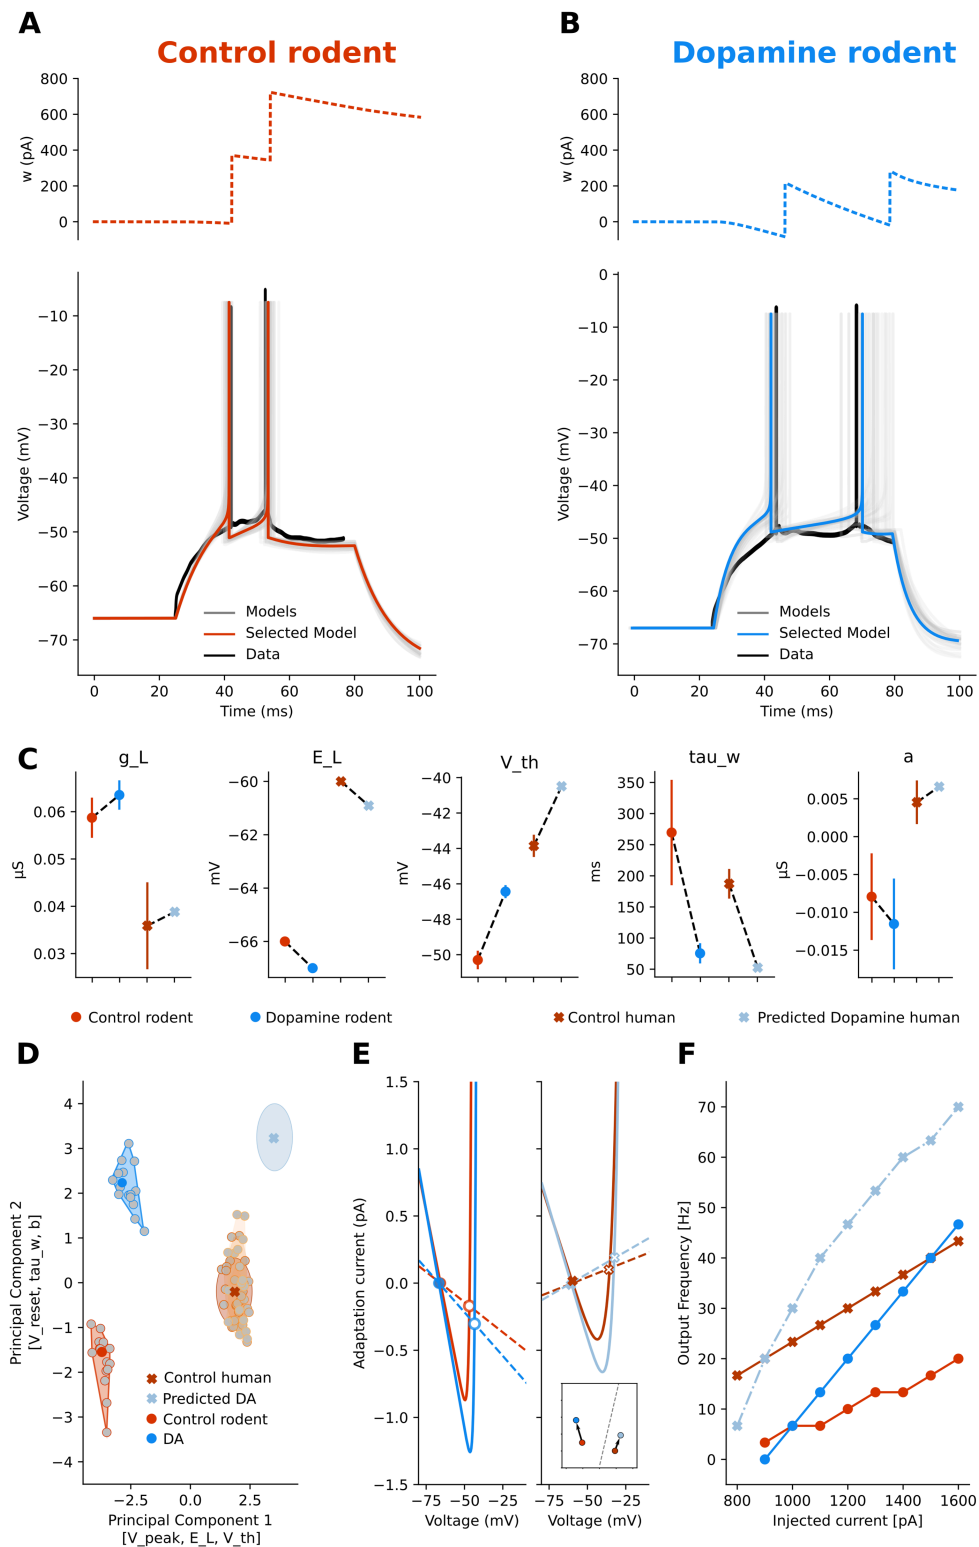 A
B
Control rodent
Dopamine rodent
w (pA)
800
600
400
200
0
w (pA)
800
600
400
200
0
Voltage (mV)
−10
−20
−30
−40
−50
−60
−70
Models
Selected Model
Data
0 20 40 60 80 100
Time (ms)
Voltage (mV)
0
−10
−20
−30
−40
−50
−60
−70
Models
Selected Model
Data
0 20 40 60 80 100
Time (ms)
C
g_L
µS
0.06
0.05
0.04
0.03
E_L
mV
−60
−62
−64
−66
V_th
mV
−40
−42
−44
−46
−48
−50
tau_w
ms
350
300
250
200
150
100
50
a
µS
0.005
0.000
−0.005
−0.010
−0.015
Control rodent
Dopamine rodent
Control human
Predicted Dopamine human
D
Principal Component 2
[V_reset, tau_w, b]
4
3
2
1
0
−1
−2
−3
−4
Control human
Predicted DA
Control rodent
DA
−2.5 0.0 2.5
Principal Component 1
[V_peak, E_L, V_th]
E
Adaptation current (pA)
1.5
1.0
0.5
0.0
−0.5
−1.0
−1.5
−75 −50 −25
Voltage (mV)
−75 −50 −25
Voltage (mV)
F
Output Frequency [Hz]
70
60
50
40
30
20
10
0
800 1000 1200 1400 1600
Injected current [pA]